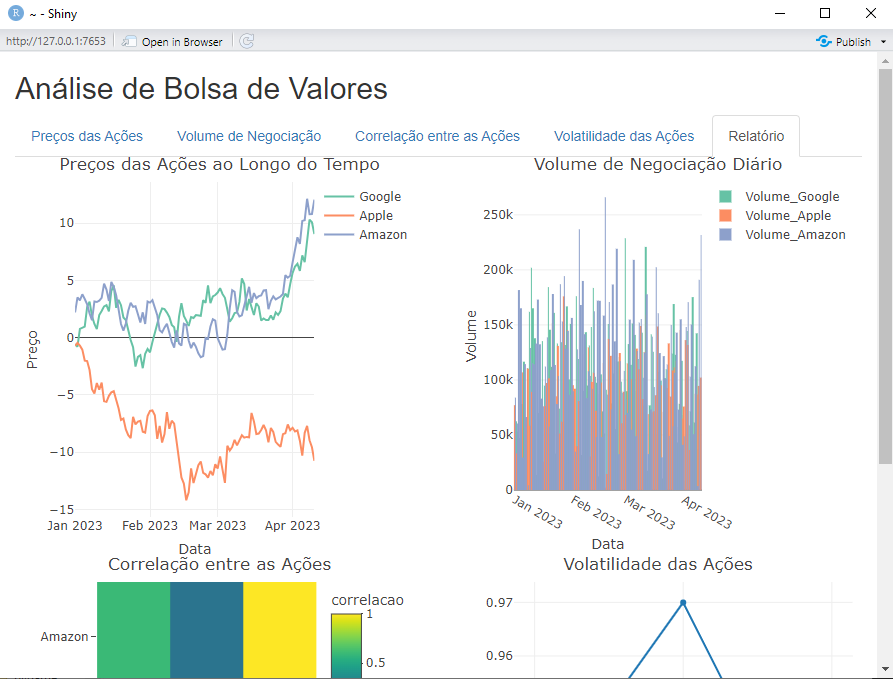 R ~ - Shiny
http://127.0.0.1:7653 Open in Browser Publish
Análise de Bolsa de Valores
Preços das Ações Volume de Negociação Correlação entre as Ações Volatilidade das Ações Relatório
Preços das Ações ao Longo do Tempo
Google
Apple
Amazon
10
5
0
−5
−10
−15
Preço
Jan 2023 Feb 2023 Mar 2023 Apr 2023
Data
Volume de Negociação Diário
Volume_Google
Volume_Apple
Volume_Amazon
250k
200k
150k
100k
50k
0
Volume
Jan 2023 Feb 2023 Mar 2023 Apr 2023
Data
Correlação entre as Ações
Amazon
correlacao
1
0.5
Volatilidade das Ações
0.97
0.96